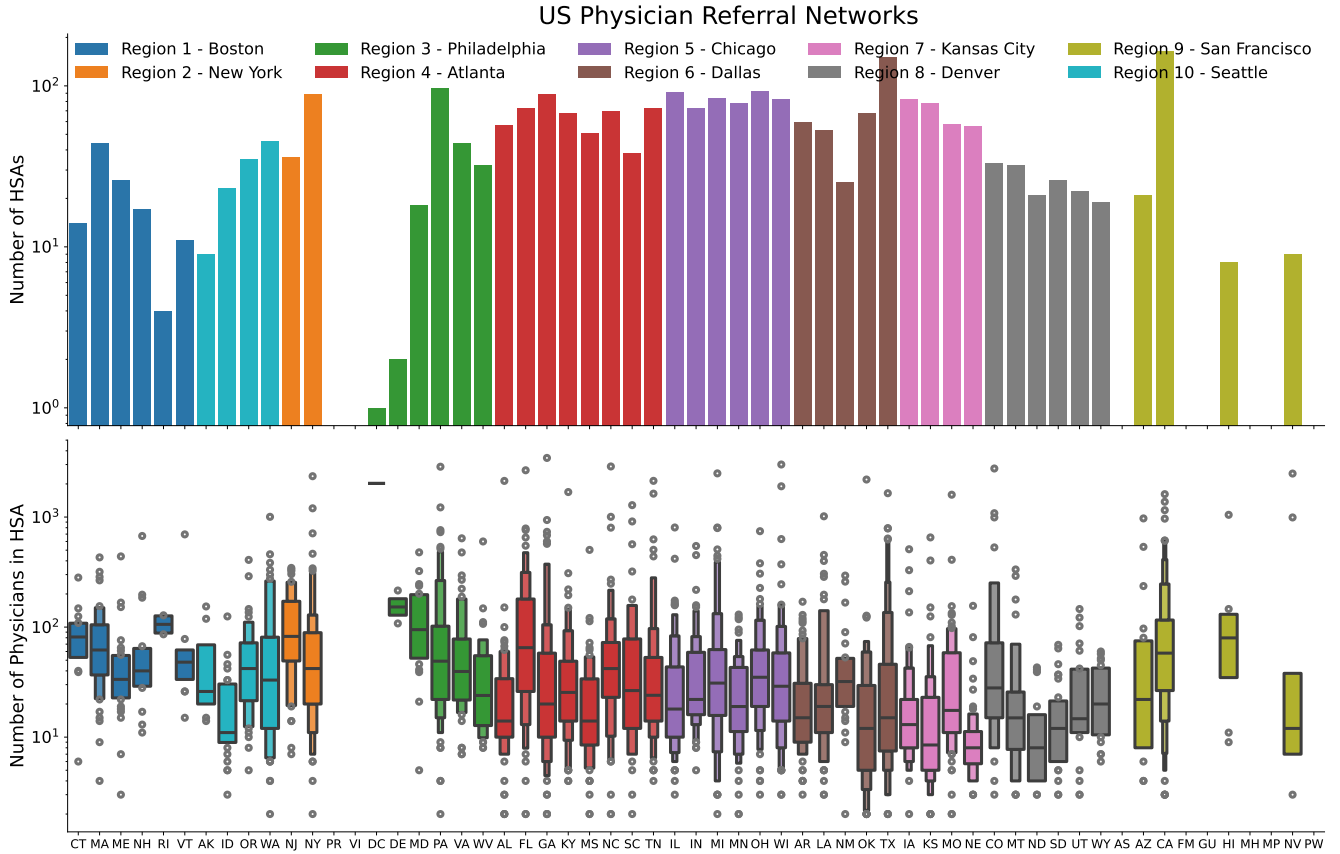 US Physician Referral Networks
Region 1 - Boston
Region 2 - New York
Region 3 - Philadelphia
Region 4 - Atlanta
Region 5 - Chicago
Region 6 - Dallas
Region 7 - Kansas City
Region 8 - Denver
Region 9 - San Francisco
Region 10 - Seattle
Number of HSAs
10²
10¹
10⁰
Number of Physicians in HSA
10³
10²
10¹
CT MA ME NH RI VT AK ID OR WA NJ NY PR VI DC DE MD PA VA WV AL FL GA KY MS NC SC TN IL IN MI MN OH WI AR LA NM OK TX IA KS MO NE CO MT ND SD UT WY AS AZ CA FM GU HI MH MP NV PW